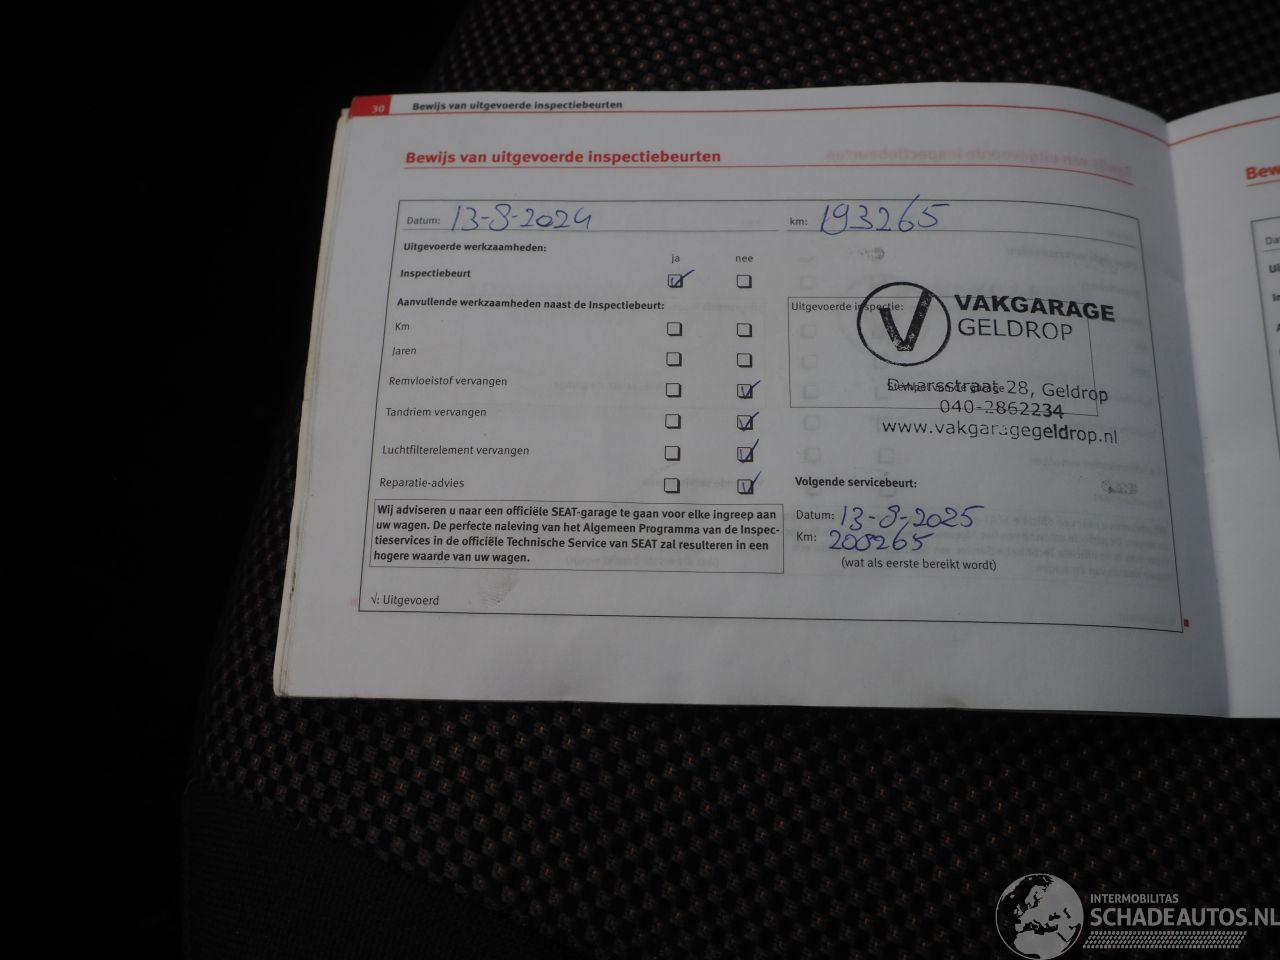 30 Bewijs van uitgevoerde inspectiebeurten
Bewijs van uitgevoerde inspectiebeurten
Datum: 13-8-2024 km: 193265
Uitgevoerde werkzaamheden:
ja nee
Inspectiebeurt
Aanvullende werkzaamheden naast de Inspectiebeurt:
Km
Jaren
Remvloeistof vervangen
Tandriem vervangen
Luchtfilterelement vervangen
Reparatie-advies
Wij adviseren u naar een officiële SEAT-garage te gaan voor elke ingreep aan
uw wagen. De perfecte naleving van het Algemeen Programma van de Inspec-
tieservices in de officiële Technische Service van SEAT zal resulteren in een
hogere waarde van uw wagen.
√: Uitgevoerd
Uitgevoerde inspectie:
VAKGARAGE
GELDROP
Dwarsstraat 28, Geldrop
040-2862234
www.vakgaragegeldrop.nl
Volgende servicebeurt:
Datum: 13-8-2025
Km: 208265
(wat als eerste bereikt wordt)
INTERMOBILITAS
SCHADEAUTOS.NL